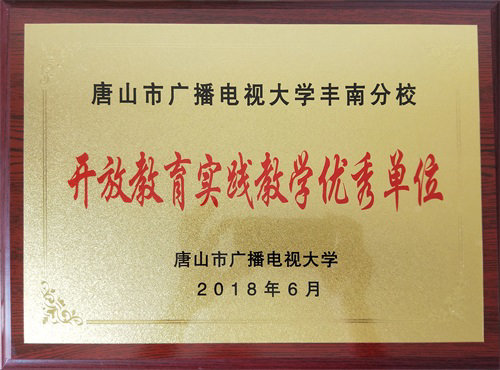 唐山市广播电视大学丰南分校
开放教育实践教学优秀单位
唐山市广播电视大学
2018年6月